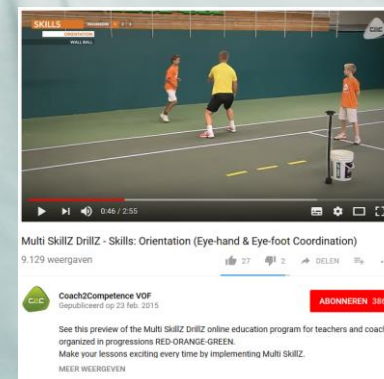 SKILLS
ORIENTATION
WALL BALL
C2C
0:46 / 2:55
Multi SkillZ DrillZ - Skills: Orientation (Eye-hand & Eye-foot Coordination)
9.129 weergaven
27
2
DELEN
C2C
Coach2Competence VOF
Gepubliceerd op 23 feb. 2015
ABONNEREN 386
See this preview of the Multi SkillZ DrillZ online education program for teachers and coach
organized in progressions RED-ORANGE-GREEN.
Make your lessons exciting every time by implementing Multi SkillZ.
MEER WEERGEVEN